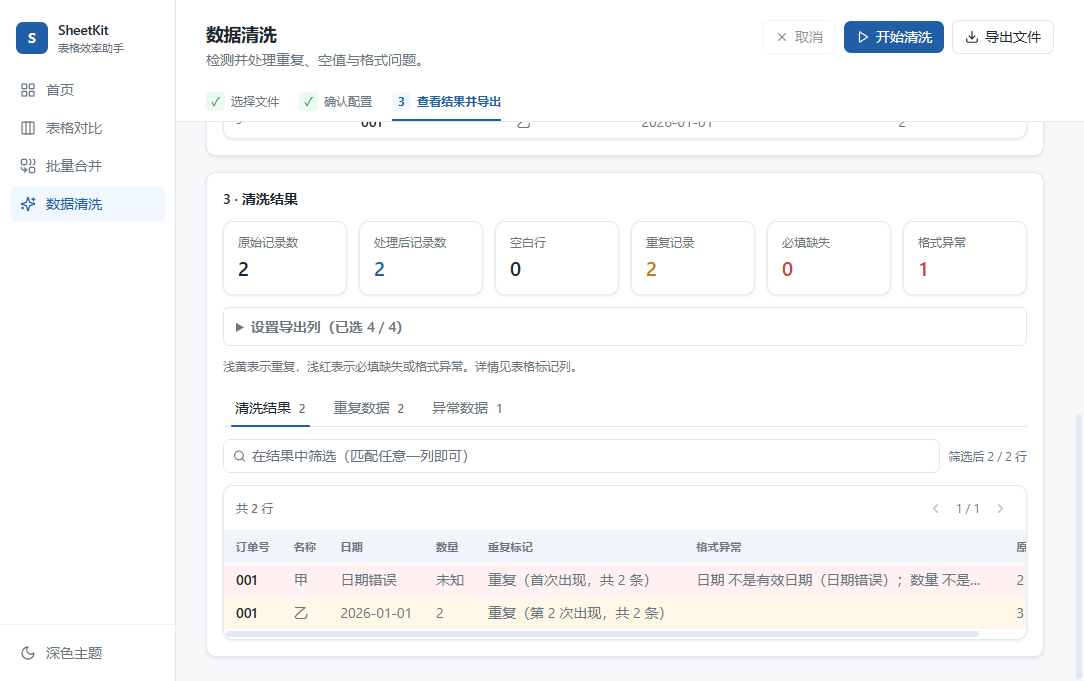 S
SheetKit
表格效率助手
首页
表格对比
批量合并
数据清洗
深色主题
数据清洗
检测并处理重复、空值与格式问题。
取消
开始清洗
导出文件
选择文件
确认配置
3 查看结果并导出
001 乙 2026-01-01 2
3 · 清洗结果
原始记录数
2
处理后记录数
2
空白行
0
重复记录
2
必填缺失
0
格式异常
1
设置导出列（已选 4 / 4）
浅黄表示重复，浅红表示必填缺失或格式异常。详情见表格标记列。
清洗结果 2 重复数据 2 异常数据 1
在结果中筛选（匹配任意一列即可）
筛选后 2 / 2 行
共 2 行
1 / 1
订单号 名称 日期 数量 重复标记 格式异常 原
001 甲 日期错误 未知 重复（首次出现，共 2 条） 日期 不是有效日期（日期错误）；数量 不是... 2
001 乙 2026-01-01 2 重复（第 2 次出现，共 2 条） 3